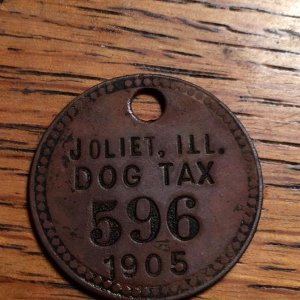 JOLIET, ILL.
DOG TAX
596
1905